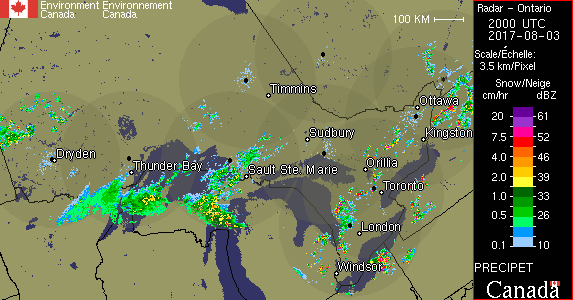 Environment Environnement
Canada Canada
100 KM
Timmins
Ottawa
Sudbury
Kingston
Dryden
Thunder Bay
Sault Ste. Marie
Orillia
Toronto
London
Windsor
Radar - Ontario
2000 UTC
2017-08-03
Scale/Échelle:
3.5 km/Pixel
Snow/Neige
cm/hr dBZ
20 61
7.5 52
4.0 46
2.0 39
1.0 33
0.5 26
0.1 10
PRECIPET
Canada